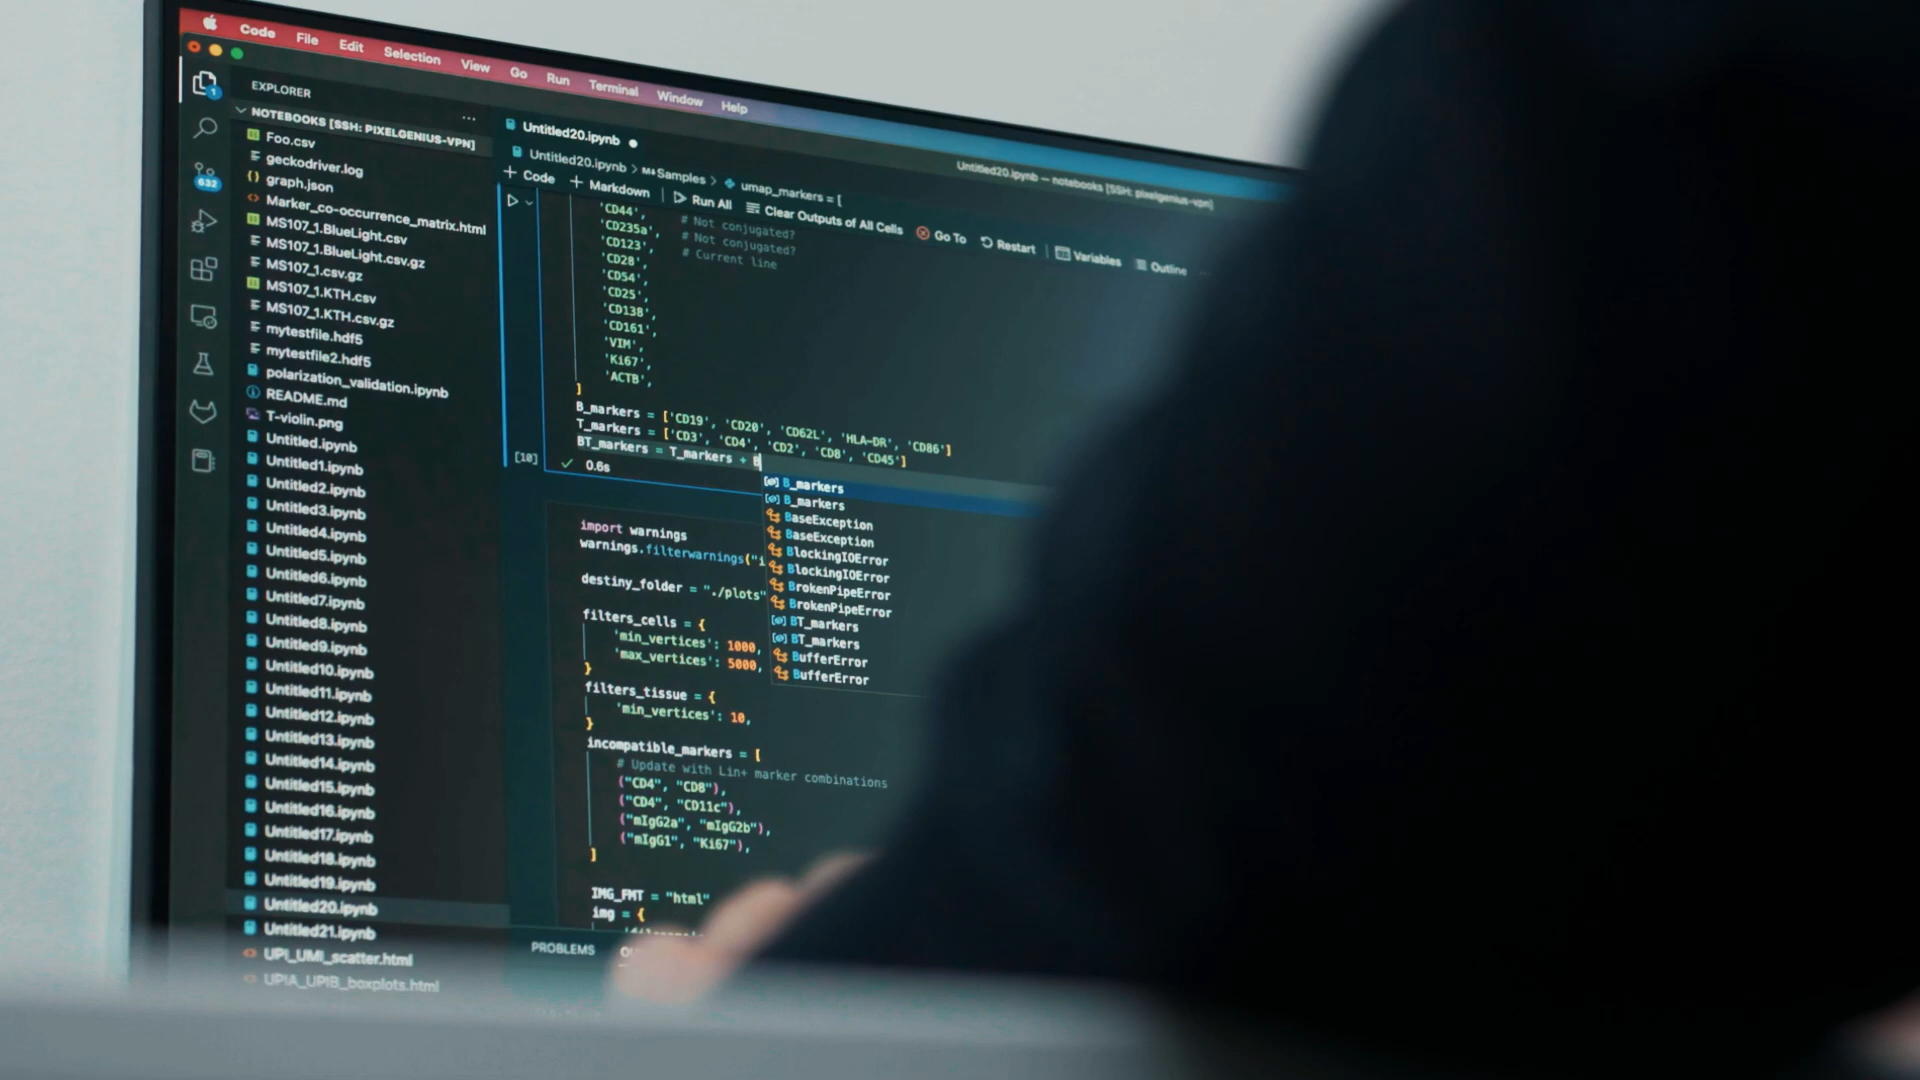 Code File Edit Selection View Go Run Terminal Window Help
Untitled20.ipynb — notebooks [SSH: pixelgenius-vpn]
EXPLORER
NOTEBOOKS [SSH: PIXELGENIUS-VPN]
Foo.csv
geckodriver.log
graph.json
Marker_co-occurrence_matrix.html
MS107_1.BlueLight.csv
MS107_1.BlueLight.csv.gz
MS107_1.csv.gz
MS107_1.KTH.csv
MS107_1.KTH.csv.gz
mytestfile.hdf5
mytestfile2.hdf5
polarization_validation.ipynb
README.md
T-violin.png
Untitled.ipynb
Untitled1.ipynb
Untitled2.ipynb
Untitled3.ipynb
Untitled4.ipynb
Untitled5.ipynb
Untitled6.ipynb
Untitled7.ipynb
Untitled8.ipynb
Untitled9.ipynb
Untitled10.ipynb
Untitled11.ipynb
Untitled12.ipynb
Untitled13.ipynb
Untitled14.ipynb
Untitled15.ipynb
Untitled16.ipynb
Untitled17.ipynb
Untitled18.ipynb
Untitled19.ipynb
Untitled20.ipynb
Untitled21.ipynb
UPI_UMI_scatter.html
UPIA_UPIB_boxplots.html
1
632
Untitled20.ipynb
Untitled20.ipynb > M+Samples > umap_markers = [
+ Code + Markdown | Run All Clear Outputs of All Cells Go To Restart | Variables Outline ...
'CD44', # Not conjugated?
'CD235a', # Not conjugated?
'CD123', # Current line
'CD28',
'CD54',
'CD25',
'CD138',
'CD161',
'VIM',
'Ki67',
'ACTB',
]
B_markers = ['CD19', 'CD20', 'CD62L', 'HLA-DR', 'CD86']
T_markers = ['CD3', 'CD4', 'CD2', 'CD8', 'CD45']
BT_markers = T_markers + B
[10] 0.6s
B_markers
B_markers
BaseException
BaseException
BlockingIOError
BlockingIOError
BrokenPipeError
BrokenPipeError
BT_markers
BT_markers
BufferError
BufferError
import warnings
warnings.filterwarnings("i
destiny_folder = "./plots"
filters_cells = {
'min_vertices': 1000,
'max_vertices': 5000,
}
filters_tissue = {
'min_vertices': 10,
}
incompatible_markers = [
# Update with Lin+ marker combinations
("CD4", "CD8"),
("CD4", "CD11c"),
("mIgG2a", "mIgG2b"),
("mIgG1", "Ki67"),
]
IMG_FMT = "html"
img = {
PROBLEMS